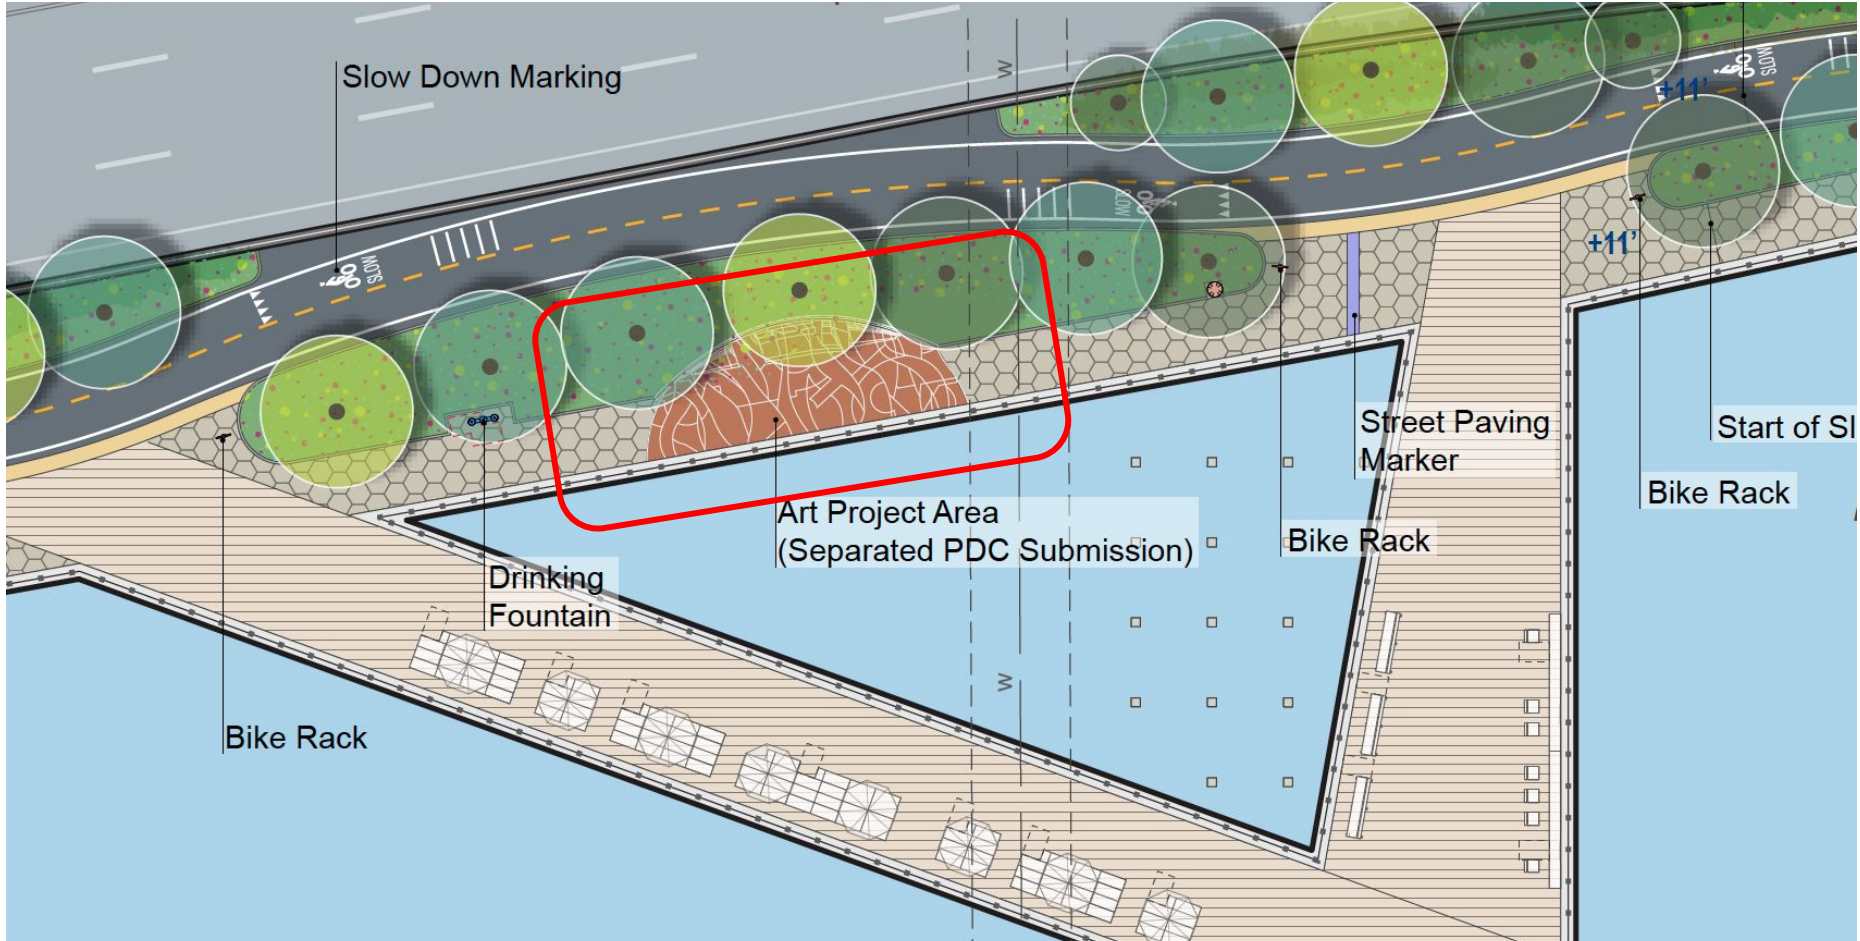 Slow Down Marking
W
SLOW
+11'
SLOW
SLOW
+11'
Street Paving
Marker
Start of Sl
Bike Rack
Art Project Area
(Separated PDC Submission)
Bike Rack
Drinking
Fountain
W
Bike Rack